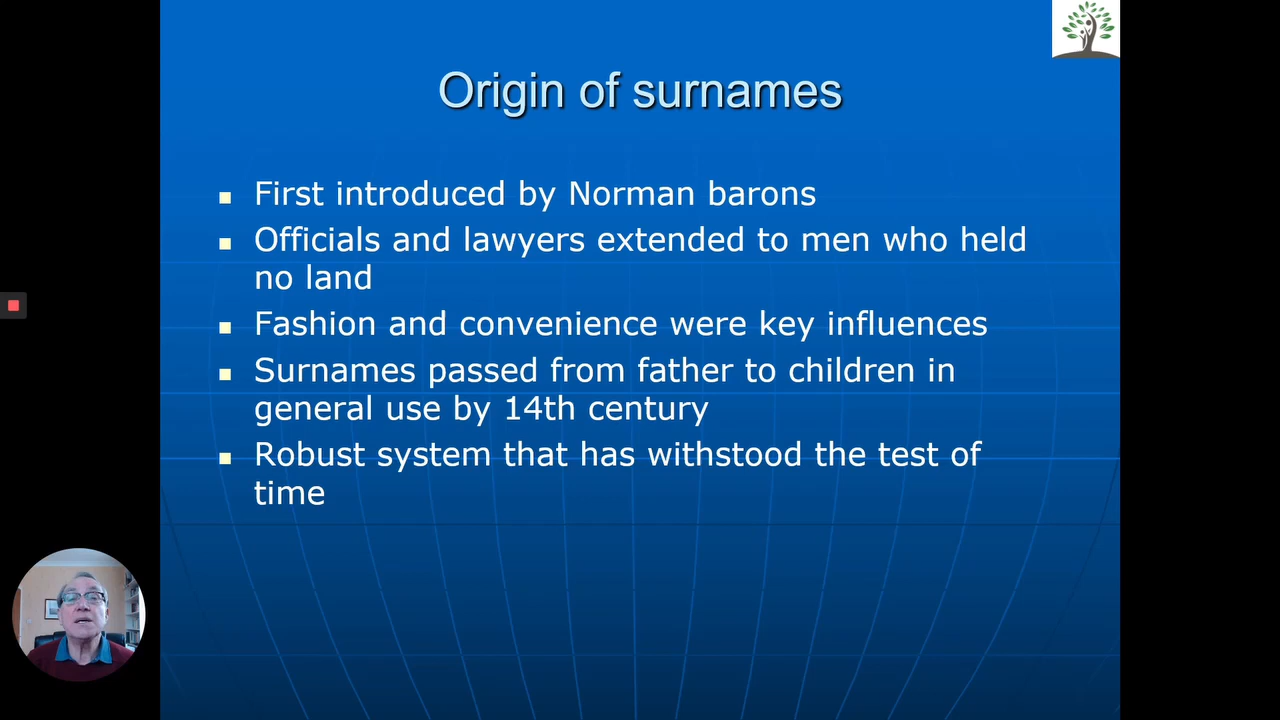 Origin of surnames
First introduced by Norman barons
Officials and lawyers extended to men who held
no land
Fashion and convenience were key influences
Surnames passed from father to children in
general use by 14th century
Robust system that has withstood the test of
time